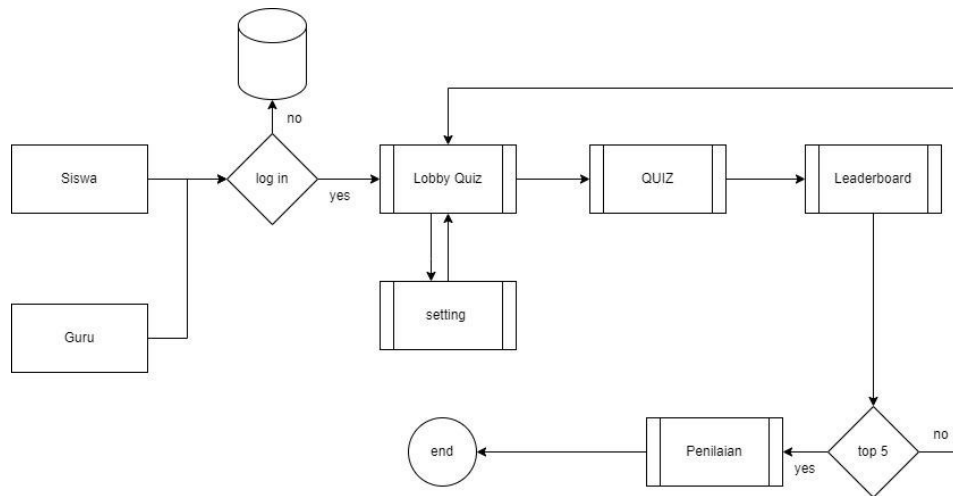 no
Siswa
log in
yes
Lobby Quiz
QUIZ
Leaderboard
setting
Guru
end
Penilaian
yes
top 5
no